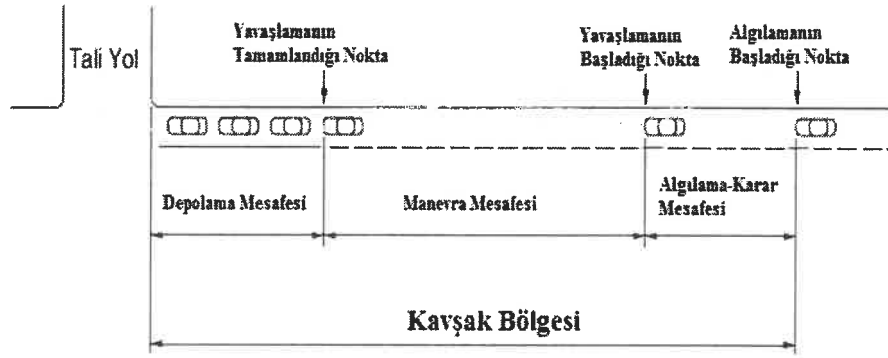 Tali Yol
Yavaşlamanın
Tamamlandığı Nokta
Yavaşlamanın
Başladığı Nokta
Algılamanın
Başladığı Nokta
Depolama Mesafesi
Manevra Mesafesi
Algılama-Karar
Mesafesi
Kavşak Bölgesi